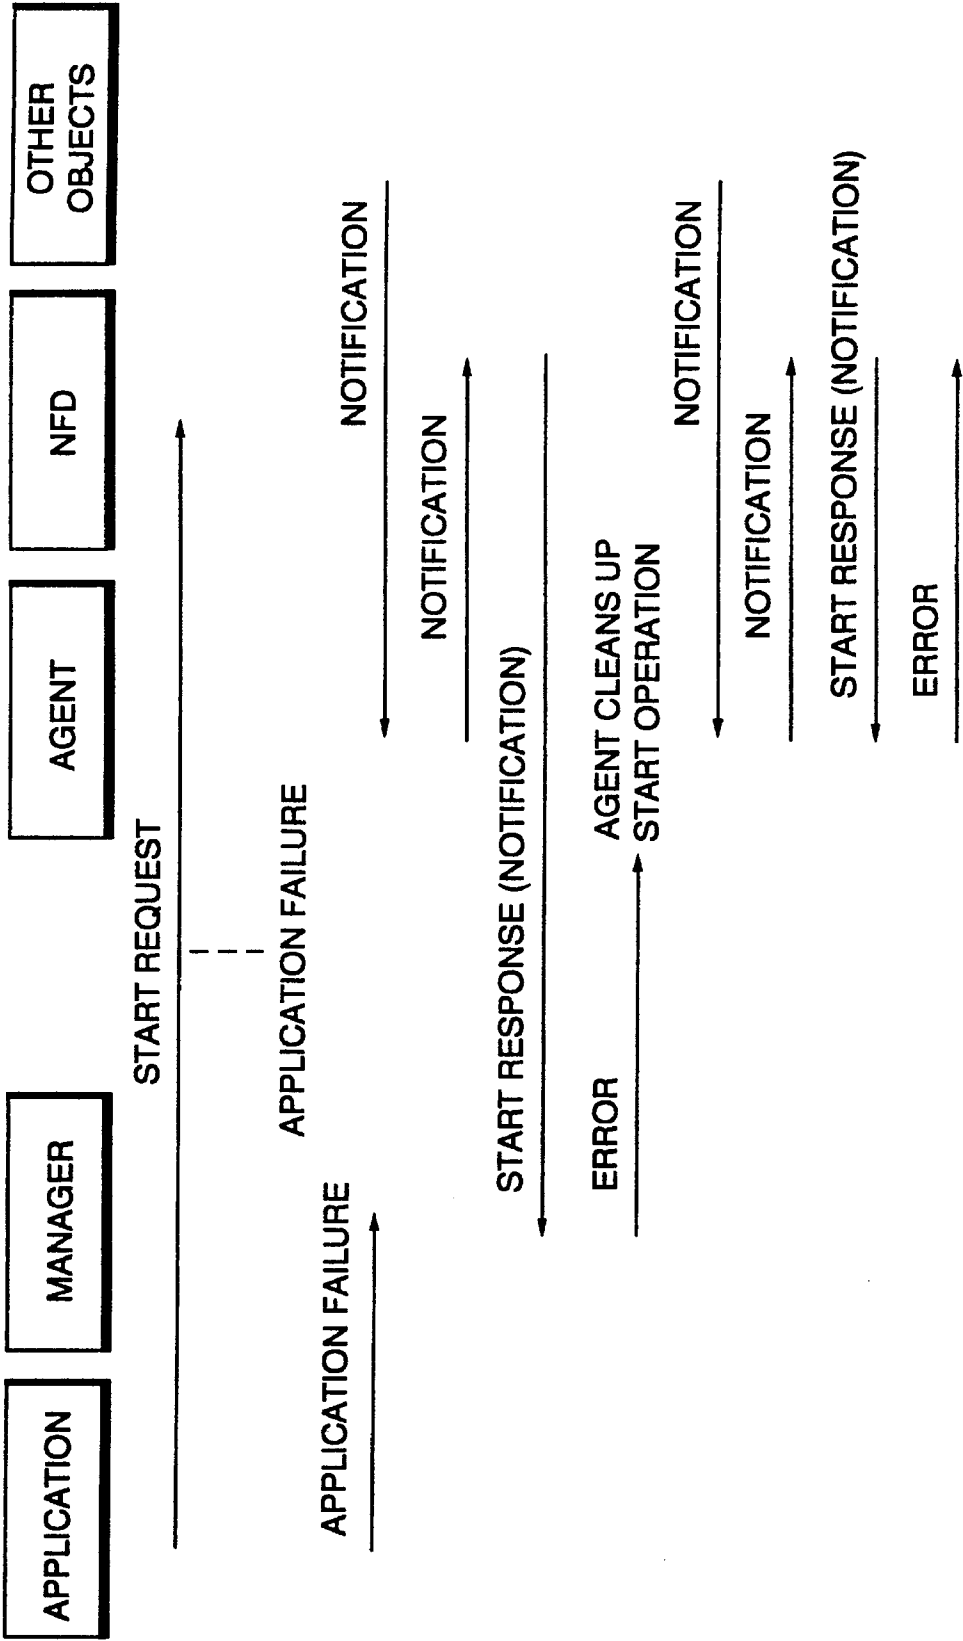 APPLICATION
MANAGER
AGENT
NFD
OTHER
OBJECTS
START REQUEST
APPLICATION FAILURE
APPLICATION FAILURE
NOTIFICATION
NOTIFICATION
START RESPONSE (NOTIFICATION)
ERROR
AGENT CLEANS UP
START OPERATION
NOTIFICATION
NOTIFICATION
START RESPONSE (NOTIFICATION)
ERROR